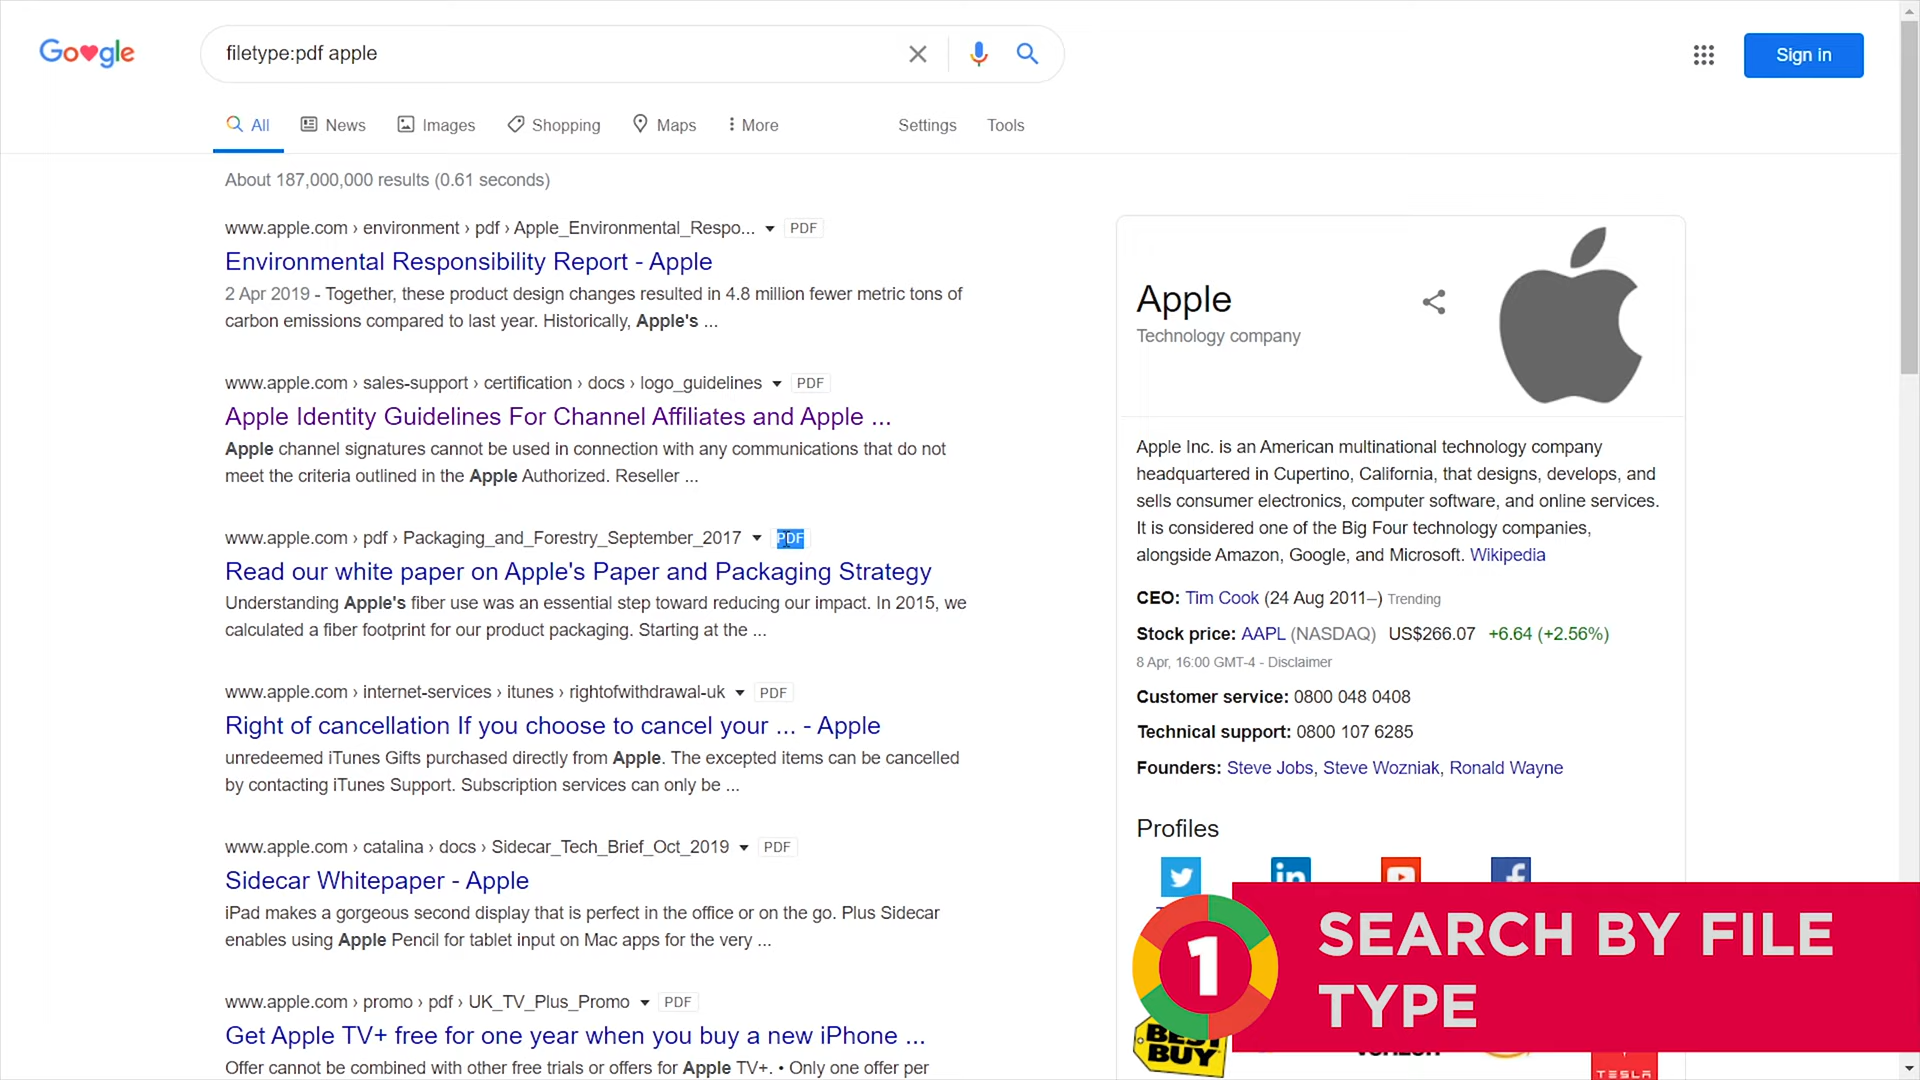 Google
filetype:pdf apple
Sign in
All News Images Shopping Maps More Settings Tools
About 187,000,000 results (0.61 seconds)
www.apple.com › environment › pdf › Apple_Environmental_Respo... PDF
Environmental Responsibility Report - Apple
2 Apr 2019 - Together, these product design changes resulted in 4.8 million fewer metric tons of
carbon emissions compared to last year. Historically, Apple's ...
www.apple.com › sales-support › certification › docs › logo_guidelines PDF
Apple Identity Guidelines For Channel Affiliates and Apple ...
Apple channel signatures cannot be used in connection with any communications that do not
meet the criteria outlined in the Apple Authorized. Reseller ...
www.apple.com › pdf › Packaging_and_Forestry_September_2017 PDF
Read our white paper on Apple's Paper and Packaging Strategy
Understanding Apple's fiber use was an essential step toward reducing our impact. In 2015, we
calculated a fiber footprint for our product packaging. Starting at the ...
www.apple.com › internet-services › itunes › rightofwithdrawal-uk PDF
Right of cancellation If you choose to cancel your ... - Apple
unredeemed iTunes Gifts purchased directly from Apple. The excepted items can be cancelled
by contacting iTunes Support. Subscription services can only be ...
www.apple.com › catalina › docs › Sidecar_Tech_Brief_Oct_2019 PDF
Sidecar Whitepaper - Apple
iPad makes a gorgeous second display that is perfect in the office or on the go. Plus Sidecar
enables using Apple Pencil for tablet input on Mac apps for the very ...
www.apple.com › promo › pdf › UK_TV_Plus_Promo PDF
Get Apple TV+ free for one year when you buy a new iPhone ...
Offer cannot be combined with other free trials or offers for Apple TV+. • Only one offer per
Apple
Technology company
Apple Inc. is an American multinational technology company
headquartered in Cupertino, California, that designs, develops, and
sells consumer electronics, computer software, and online services.
It is considered one of the Big Four technology companies,
alongside Amazon, Google, and Microsoft. Wikipedia
CEO: Tim Cook (24 Aug 2011–) Trending
Stock price: AAPL (NASDAQ) US$266.07 +6.64 (+2.56%)
8 Apr, 16:00 GMT-4 - Disclaimer
Customer service: 0800 048 0408
Technical support: 0800 107 6285
Founders: Steve Jobs, Steve Wozniak, Ronald Wayne
Profiles
in f
1
SEARCH BY FILE
TYPE
BEST
BUY
TESLA